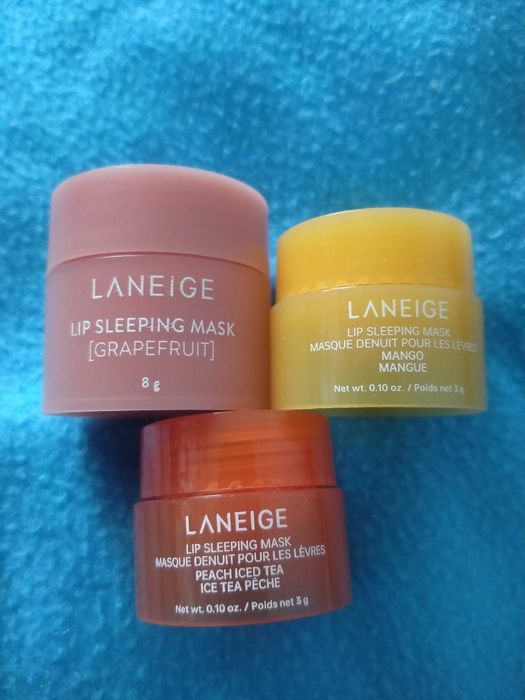 LANEIGE
LIP SLEEPING MASK
[GRAPEFRUIT]
8 g
LANEIGE
LIP SLEEPING MASK
MASQUE DENUIT POUR LES LÈVRES
MANGO
MANGUE
Net wt. 0.10 oz. / Poids net 3 g
LANEIGE
LIP SLEEPING MASK
MASQUE DENUIT POUR LES LÈVRES
PEACH ICED TEA
ICE TEA PÊCHE
Net wt. 0.10 oz. / Poids net 3 g